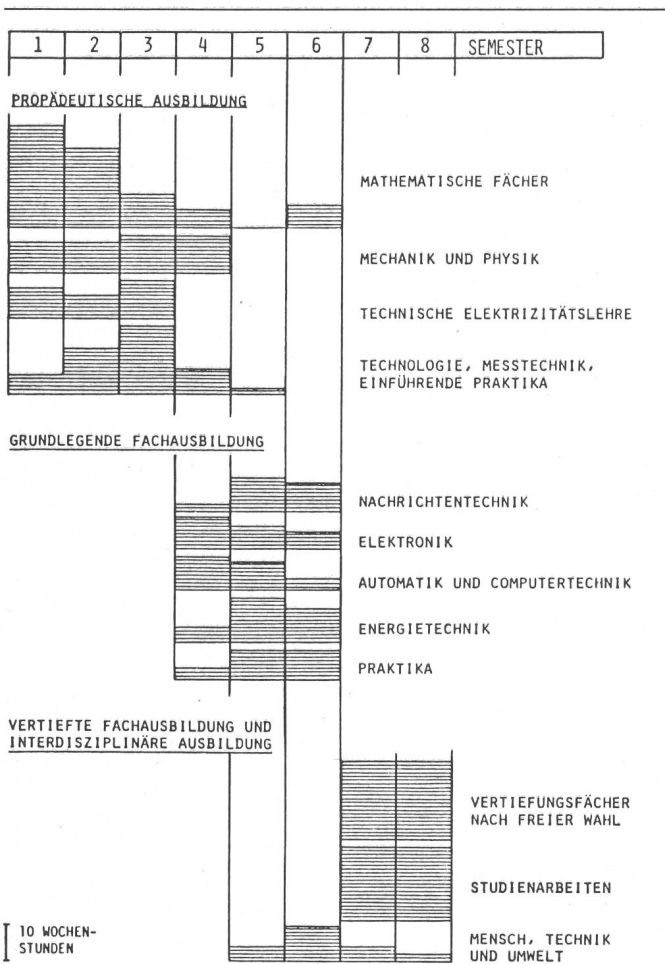 1 2 3 4 5 6 7 8 SEMESTER
PROPÄDEUTISCHE AUSBILDUNG
MATHEMATISCHE FÄCHER
MECHANIK UND PHYSIK
TECHNISCHE ELEKTRIZITÄTSLEHRE
TECHNOLOGIE, MESSTECHNIK,
EINFÜHRENDE PRAKTIKA
GRUNDLEGENDE FACHAUSBILDUNG
NACHRICHTENTECHNIK
ELEKTRONIK
AUTOMATIK UND COMPUTERTECHNIK
ENERGIETECHNIK
PRAKTIKA
VERTIEFTE FACHAUSBILDUNG UND
INTERDISZIPLINÄRE AUSBILDUNG
VERTIEFUNGSFÄCHER
NACH FREIER WAHL
STUDIENARBEITEN
10 WOCHEN-
STUNDEN
MENSCH, TECHNIK
UND UMWELT